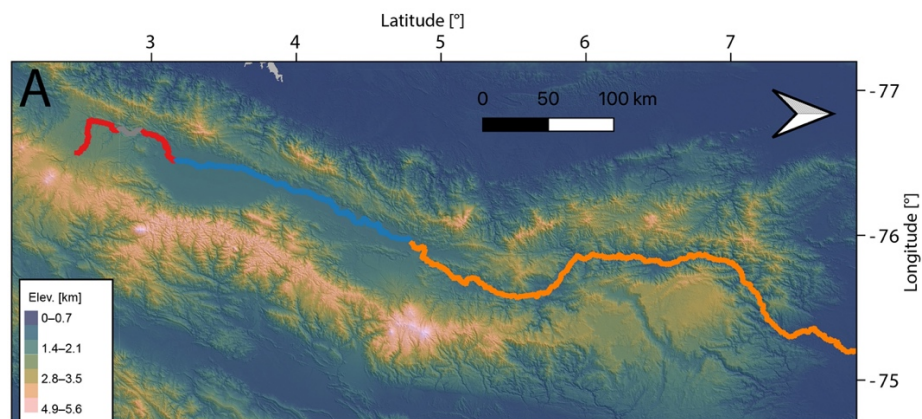 Latitude [°]
3 4 5 6 7
A
0 50 100 km
-77
-76
-75
Longitude [°]
Elev. [km]
0–0.7
1.4–2.1
2.8–3.5
4.9–5.6